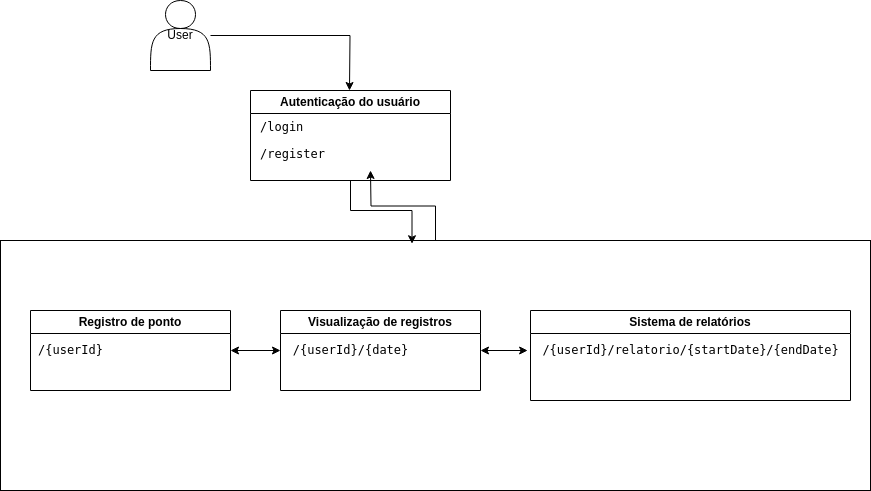 User
Autenticação do usuário
/login
/register
Registro de ponto
/{userId}
Visualização de registros
/{userId}/{date}
Sistema de relatórios
/{userId}/relatorio/{startDate}/{endDate}